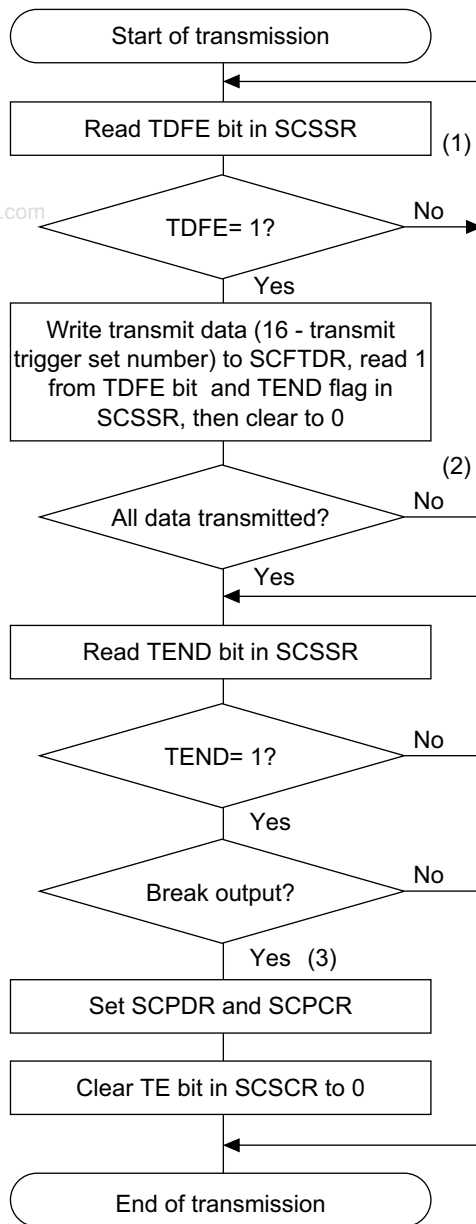 Start of transmission
Read TDFE bit in SCSSR
(1)
.com
TDFE= 1?
No
Yes
Write transmit data (16 - transmit
trigger set number) to SCFTDR, read 1
from TDFE bit and TEND flag in
SCSSR, then clear to 0
(2)
All data transmitted?
No
Yes
Read TEND bit in SCSSR
TEND= 1?
No
Yes
Break output?
No
Yes (3)
Set SCPDR and SCPCR
Clear TE bit in SCSCR to 0
End of transmission